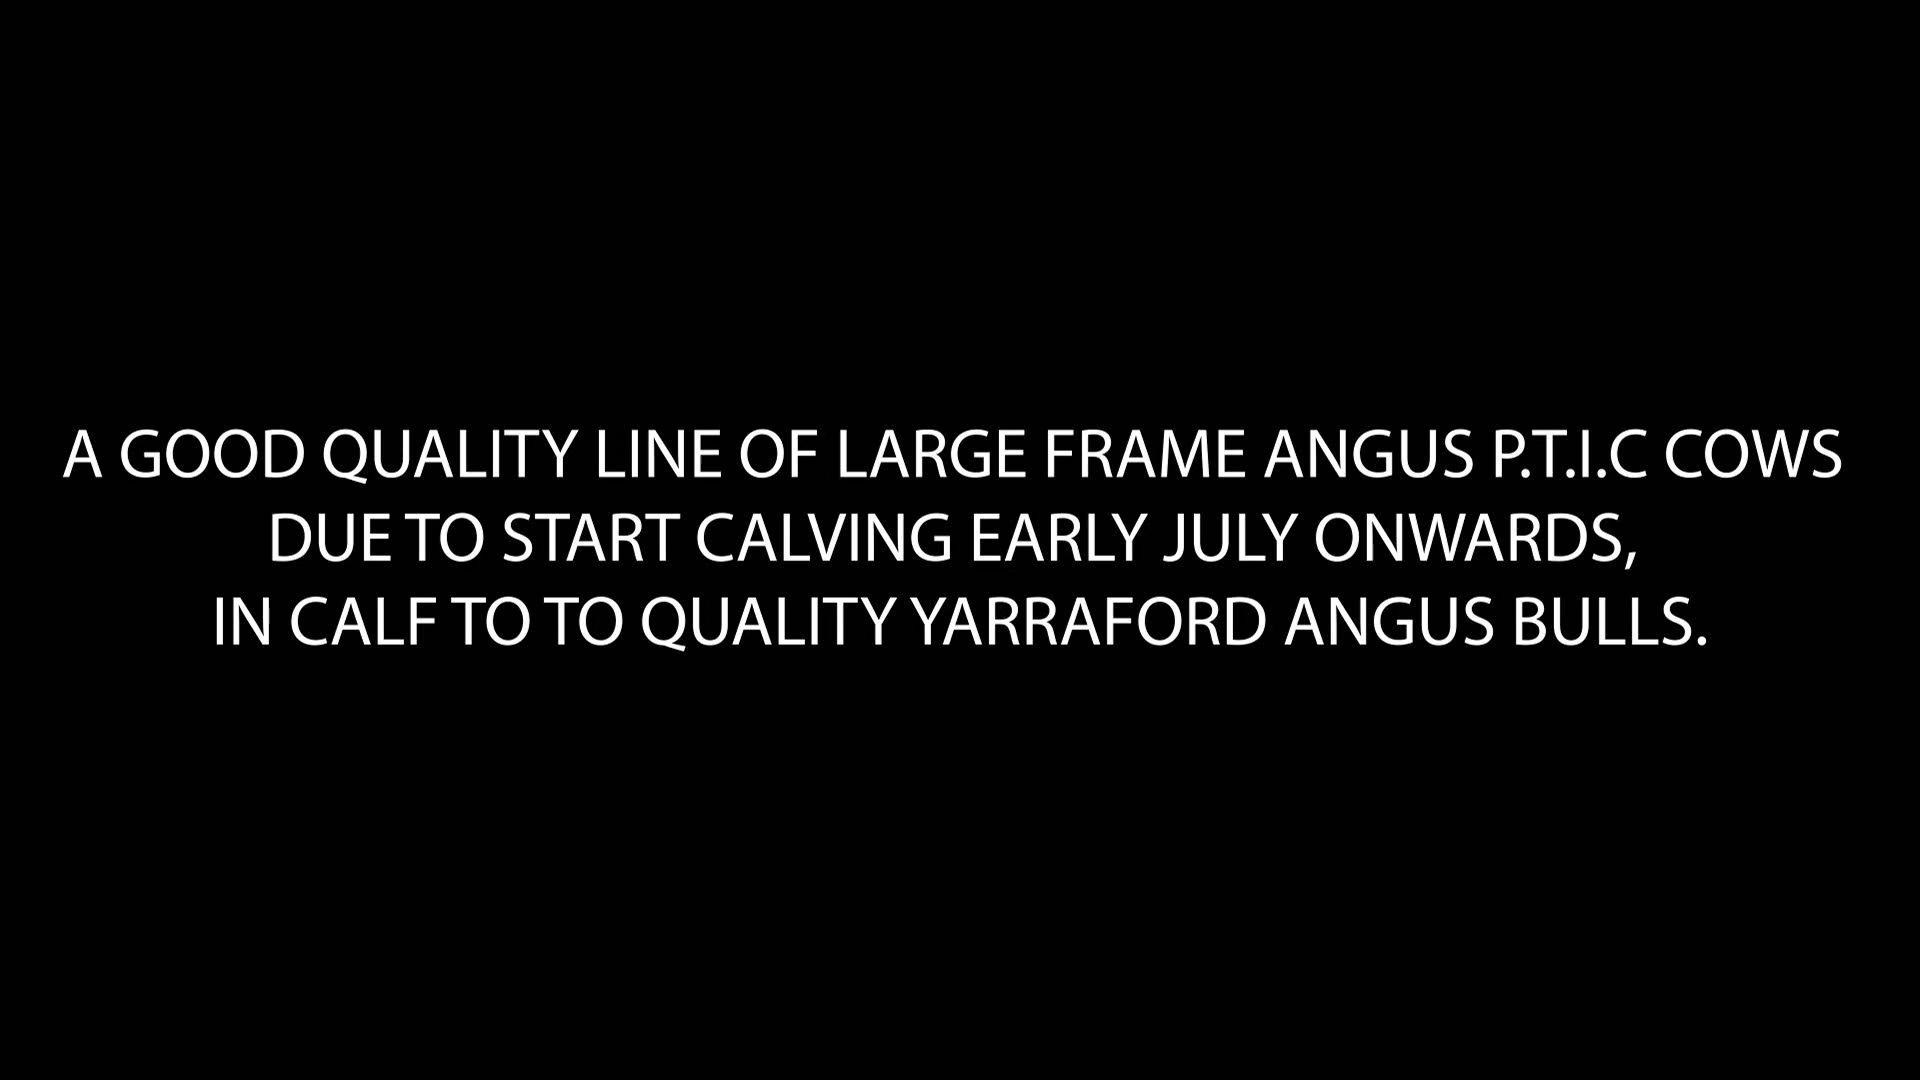 A GOOD QUALITY LINE OF LARGE FRAME ANGUS P.T.I.C COWS
DUE TO START CALVING EARLY JULY ONWARDS,
IN CALF TO TO QUALITY YARRAFORD ANGUS BULLS.